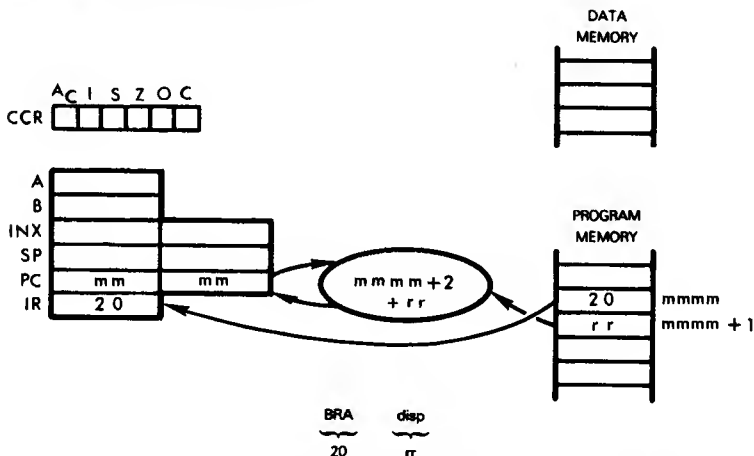 DATA
MEMORY
AC I S Z O C
CCR
A
B
INX
SP
PC mm mm
IR 20
mmmm+2
+rr
PROGRAM
MEMORY
20 mmmm
rr mmmm +1
BRA disp
20 rr